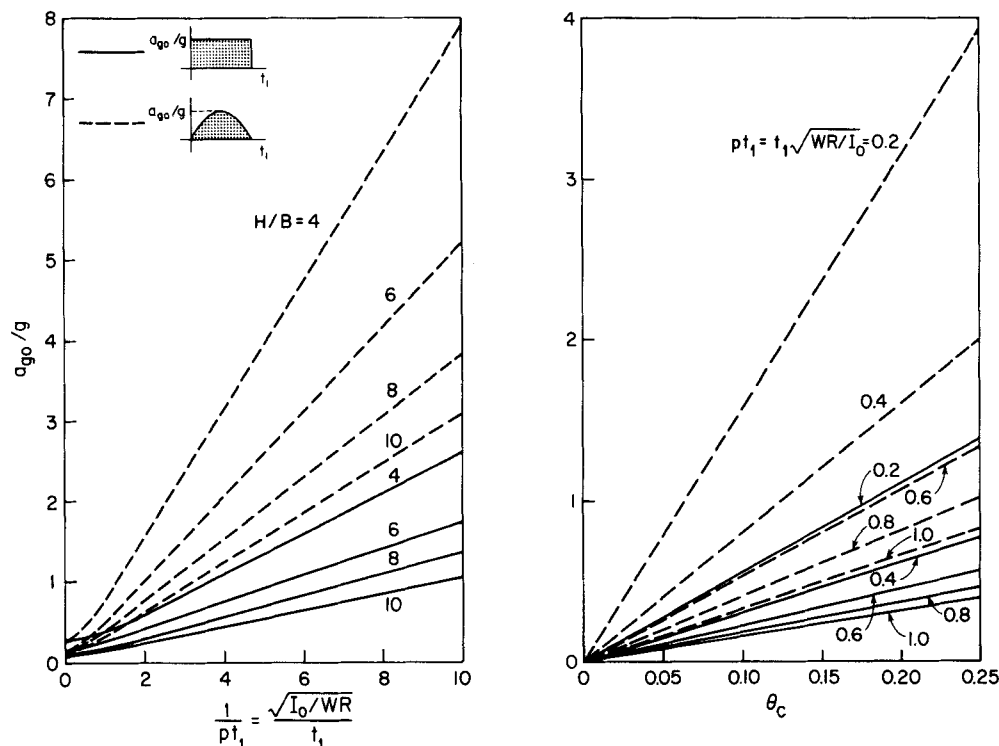 8
7
6
5
4
3
2
1
0
a_go/g
a_go/g
t_1
a_go/g
t_1
H/B = 4
6
8
10
4
6
8
10
0 2 4 6 8 10
1/pt_1 = √(I_0/WR)/t_1
4
3
2
1
0
pt_1 = t_1√(WR/I_0) = 0.2
0.4
0.2
0.6
0.8
1.0
0.4
0.6
0.8
1.0
0 0.05 0.10 0.15 0.20 0.25
θ_c